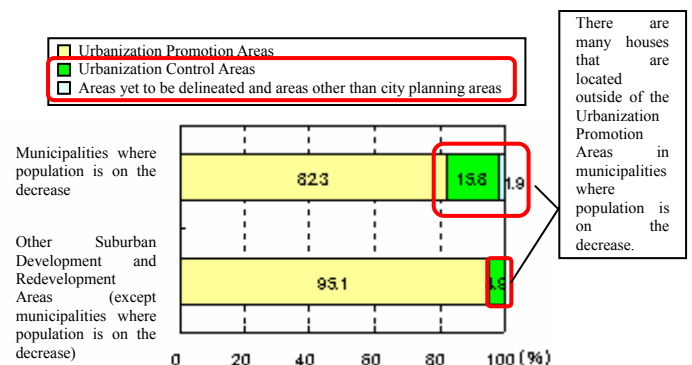 Urbanization Promotion Areas
Urbanization Control Areas
Areas yet to be delineated and areas other than city planning areas
There are
many houses
that are
located
outside of the
Urbanization
Promotion
Areas in
municipalities
where
population is
on the
decrease.
Municipalities where
population is on the
decrease
82.3 15.8 1.9
Other Suburban
Development and
Redevelopment
Areas (except
municipalities where
population is on the
decrease)
95.1 4.9
0 20 40 60 80 100 (%)